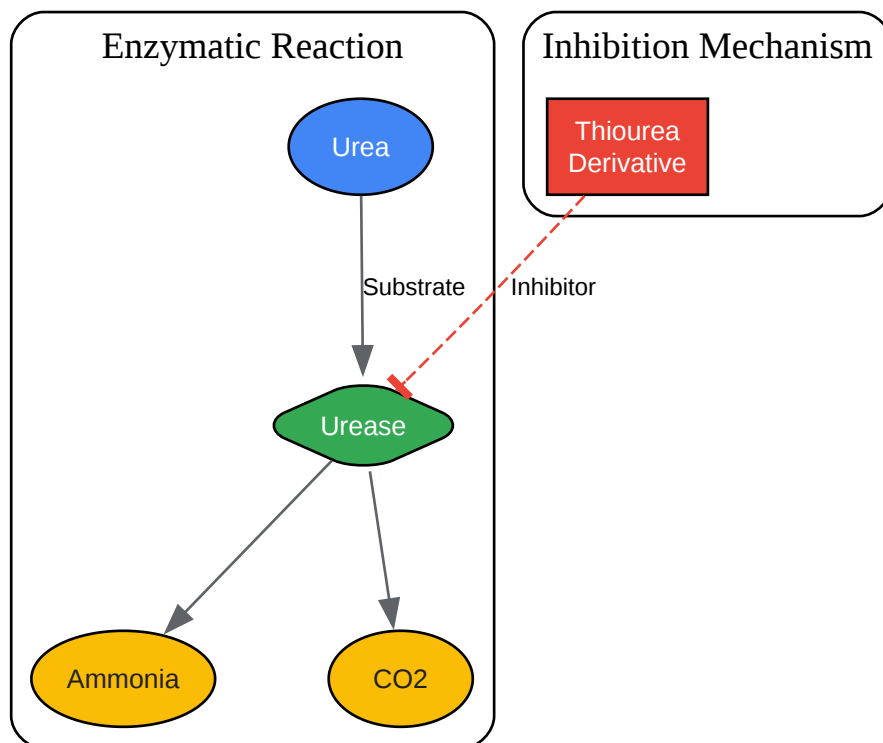 Enzymatic Reaction
Inhibition Mechanism
Urea
Thiourea
Derivative
Substrate
Inhibitor
Urease
Ammonia
CO2